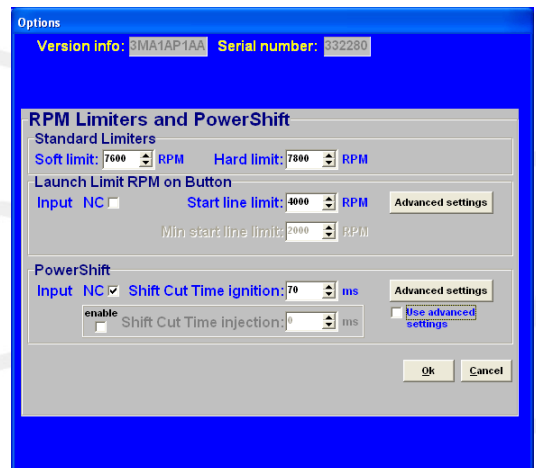 Options
Version info: 3MA1AP1AA Serial number: 332280
RPM Limiters and PowerShift
Standard Limiters
Soft limit: 7600 RPM Hard limit: 7800 RPM
Launch Limit RPM on Button
Input NC Start line limit: 4000 RPM Advanced settings
Min start line limit: 2000 RPM
PowerShift
Input NC Shift Cut Time ignition: 70 ms Advanced settings
enable Shift Cut Time injection: 0 ms Use advanced
settings
Ok Cancel